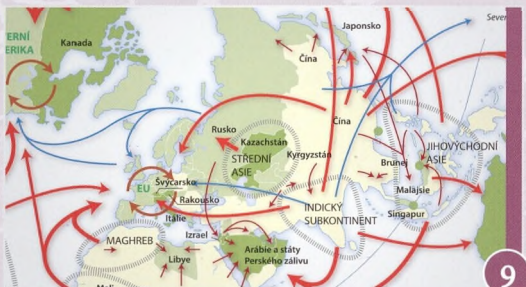 Sever
Japonsko
ERNÍ
ERIKA
Kanada
Čína
Čína
Rusko
Kazachstán
STŘEDNÍ
ASIE
Kyrgyzstán
JIHOVÝCHODNÍ
ASIE
Brunej
EU
Švýcarsko
Rakousko
Malajsie
INDICKÝ
SUBKONTINENT
Singapur
Itálie
Izrael
MAGHREB
Libye
Arábie a státy
Perského zálivu
9